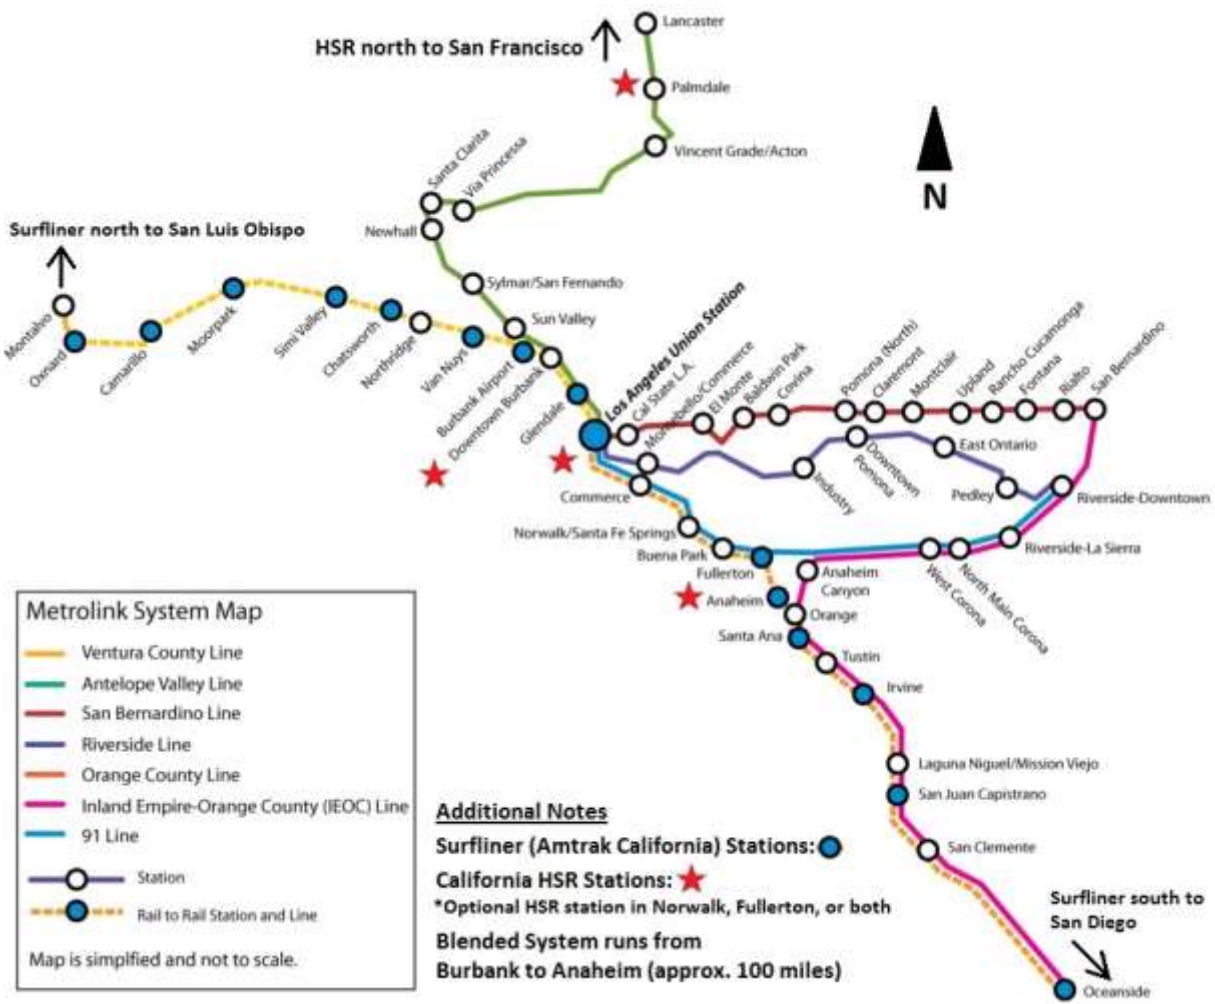 Lancaster
HSR north to San Francisco
Palmdale
Vincent Grade/Acton
N
Santa Clarita
Via Princessa
Newhall
Surfliner north to San Luis Obispo
Sylmar/San Fernando
Sun Valley
Montalvo
Oxnard
Camarillo
Moorpark
Simi Valley
Chatsworth
Northridge
Van Nuys
Burbank Airport
Downtown Burbank
Glendale
Los Angeles Union Station
Cal State L.A.
Montebello/Commerce
El Monte
Baldwin Park
Covina
Pomona (North)
Claremont
Montclair
Upland
Rancho Cucamonga
Fontana
Rialto
San Bernardino
East Ontario
Downtown
Pomona
Industry
Pedley
Riverside-Downtown
Commerce
Norwalk/Santa Fe Springs
Buena Park
Fullerton
Anaheim
Anaheim
Canyon
West Corona
North Main Corona
Riverside-La Sierra
Orange
Santa Ana
Tustin
Irvine
Laguna Niguel/Mission Viejo
San Juan Capistrano
San Clemente
Surfliner south to
San Diego
Oceanside
Metrolink System Map
Ventura County Line
Antelope Valley Line
San Bernardino Line
Riverside Line
Orange County Line
Inland Empire-Orange County (IEOC) Line
91 Line
Station
Rail to Rail Station and Line
Map is simplfied and not to scale.
Additional Notes
Surfliner (Amtrak California) Stations:
California HSR Stations:
*Optional HSR station in Norwalk, Fullerton, or both
Blended System runs from
Burbank to Anaheim (approx. 100 miles)